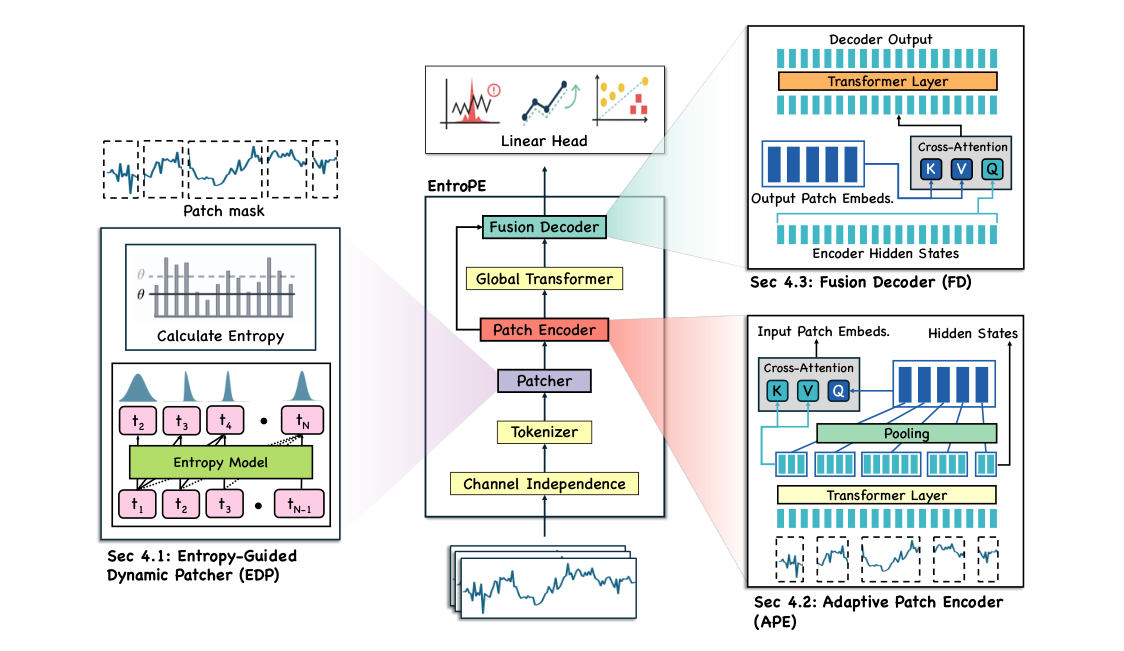 Patch mask
θ
θ
Calculate Entropy
t2 t3 t4 • tN
Entropy Model
t1 t2 t3 • tN-1
Sec 4.1: Entropy-Guided
Dynamic Patcher (EDP)
Linear Head
EntroPE
Fusion Decoder
Global Transformer
Patch Encoder
Patcher
Tokenizer
Channel Independence
Decoder Output
Transformer Layer
Cross-Attention
K V Q
Output Patch Embeds.
Encoder Hidden States
Sec 4.3: Fusion Decoder (FD)
Input Patch Embeds.
Hidden States
Cross-Attention
K V Q
Pooling
Transformer Layer
Sec 4.2: Adaptive Patch Encoder
(APE)